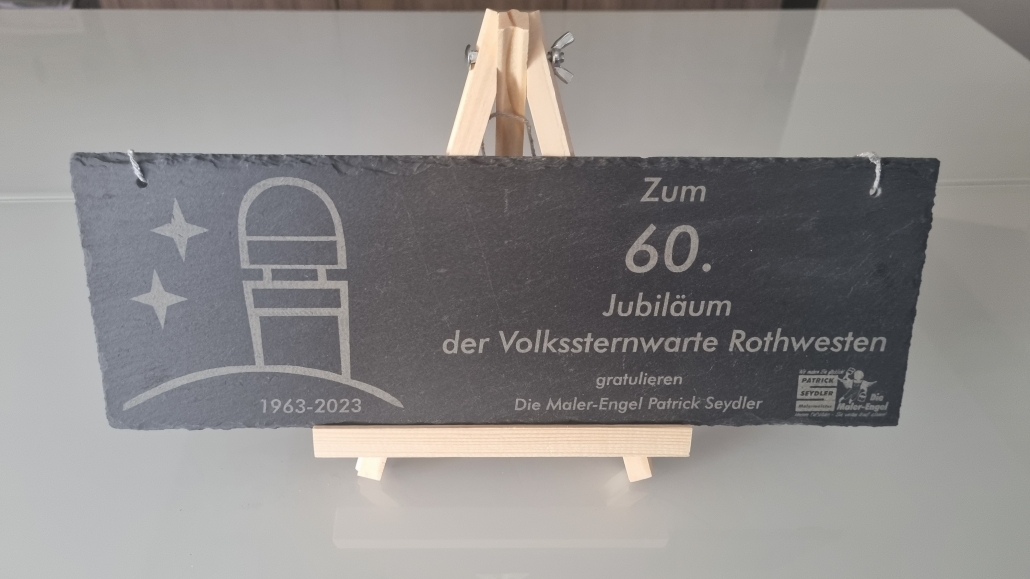 Zum
60.
Jubiläum
der Volkssternwarte Rothwesten
gratulieren
Die Maler-Engel Patrick Seydler
1963-2023
PATRICK
SEYDLER
Die
Maler-Engel